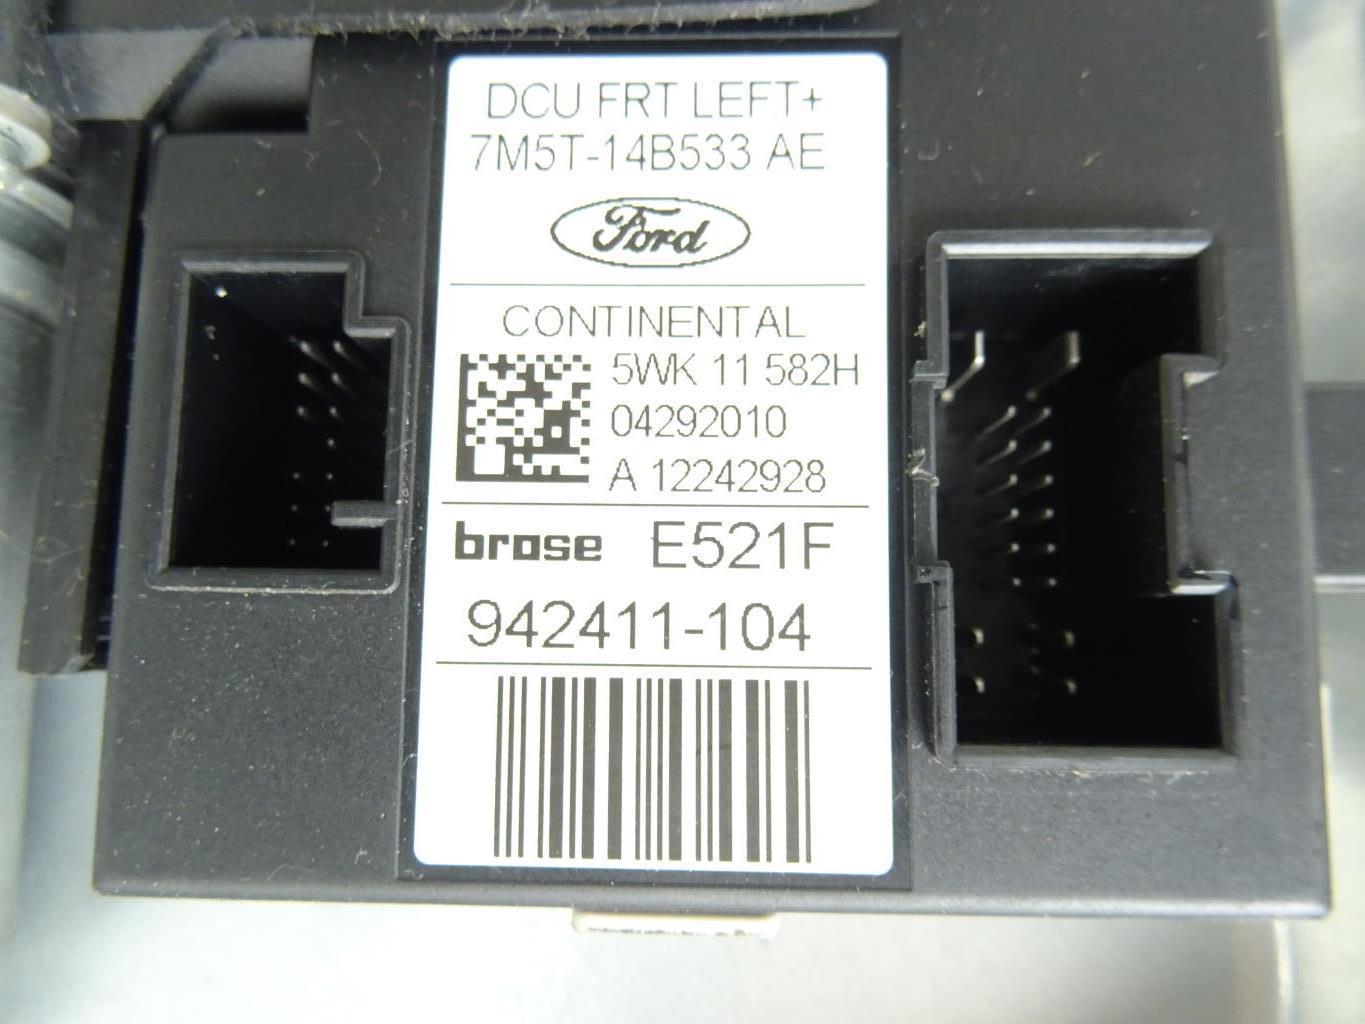 DCU FRT LEFT+
7M5T-14B533 AE
Ford
CONTINENTAL
5WK 11 582H
04292010
A 12242928
brose E521F
942411-104